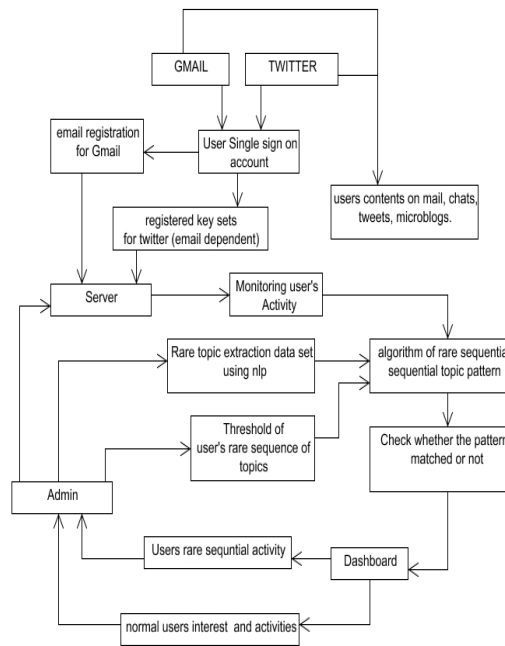 GMAIL
TWITTER
email registration
for Gmail
User Single sign on
account
users contents on mail, chats,
tweets, microblogs.
registered key sets
for twitter (email dependent)
Server
Monitoring user's
Activity
Rare topic extraction data set
using nlp
algorithm of rare sequential
sequential topic pattern
Threshold of
user's rare sequence of
topics
Check whether the pattern
matched or not
Admin
Users rare sequntial activity
Dashboard
normal users interest and activities